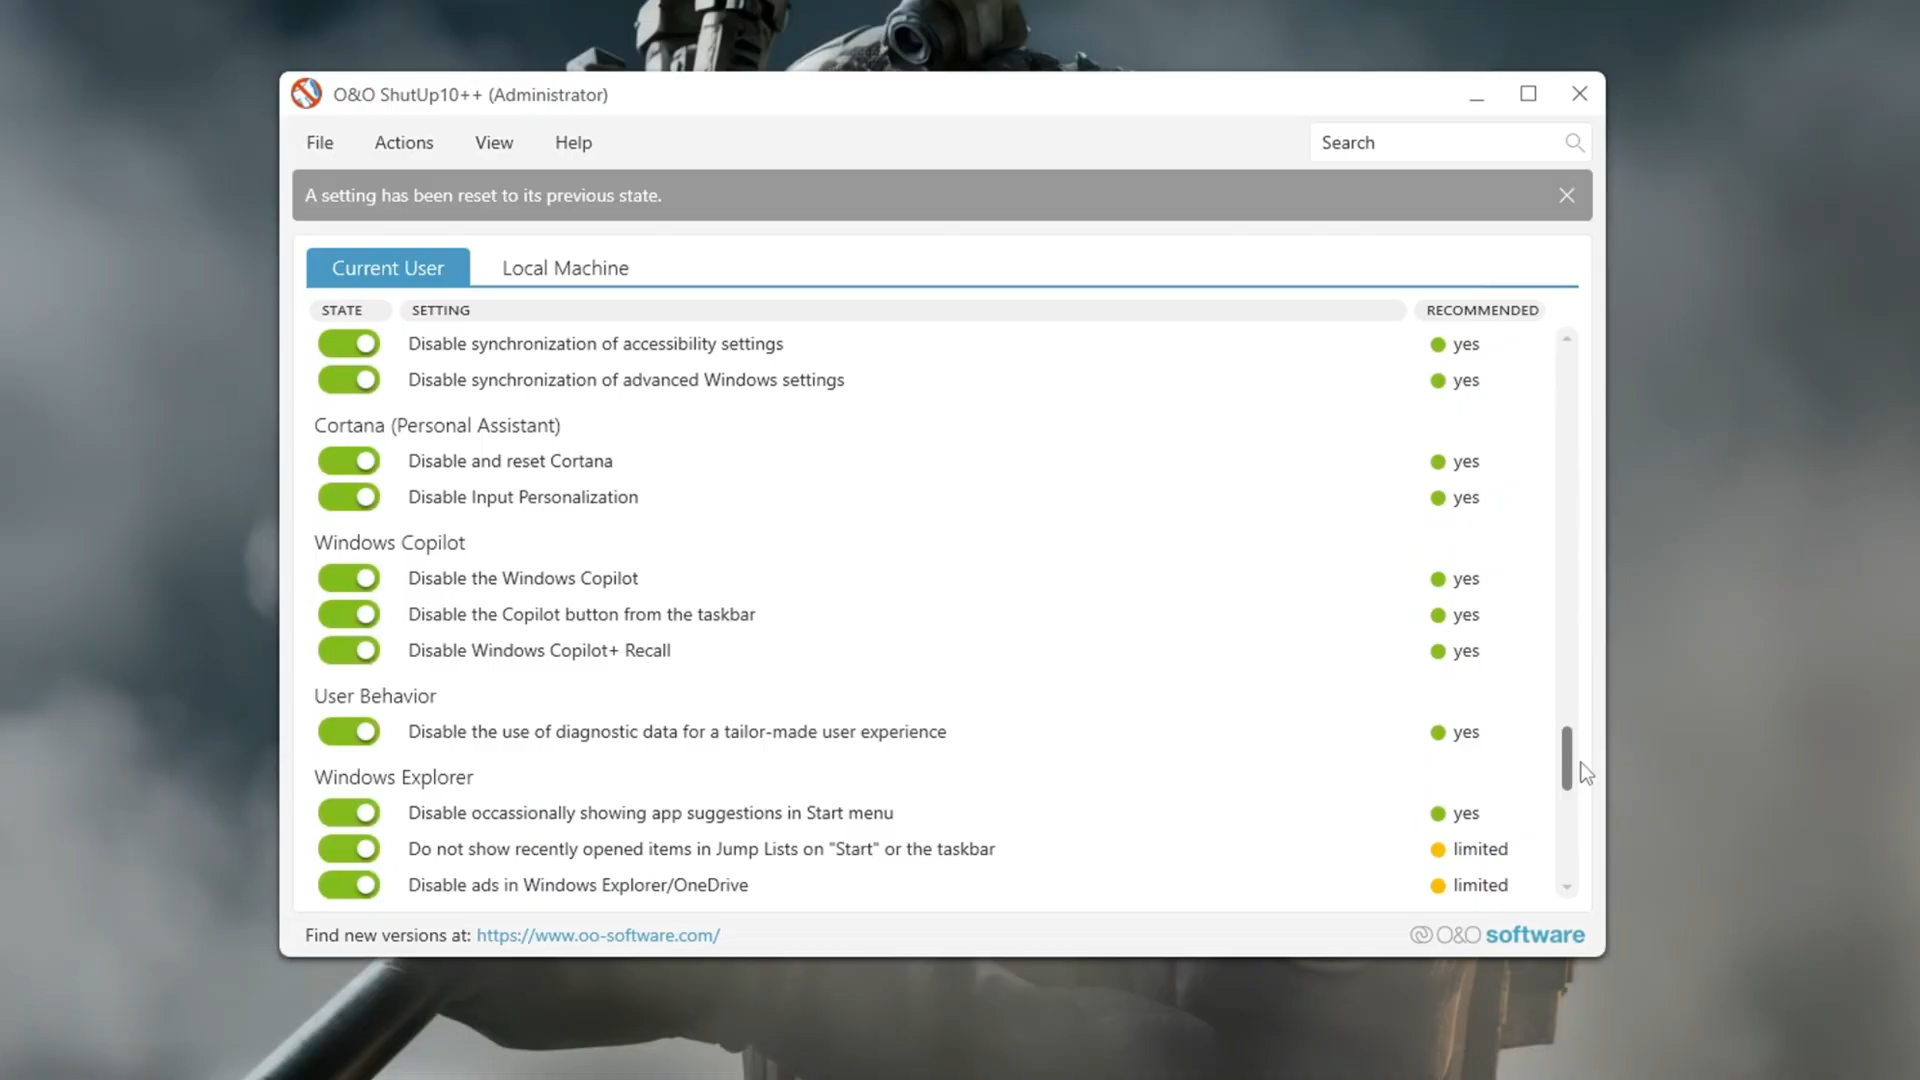 O&O ShutUp10++ (Administrator)
File Actions View Help Search
A setting has been reset to its previous state.
Current User Local Machine
STATE SETTING RECOMMENDED
Disable synchronization of accessibility settings yes
Disable synchronization of advanced Windows settings yes
Cortana (Personal Assistant)
Disable and reset Cortana yes
Disable Input Personalization yes
Windows Copilot
Disable the Windows Copilot yes
Disable the Copilot button from the taskbar yes
Disable Windows Copilot+ Recall yes
User Behavior
Disable the use of diagnostic data for a tailor-made user experience yes
Windows Explorer
Disable occassionally showing app suggestions in Start menu yes
Do not show recently opened items in Jump Lists on "Start" or the taskbar limited
Disable ads in Windows Explorer/OneDrive limited
Find new versions at: https://www.oo-software.com/ O&O software